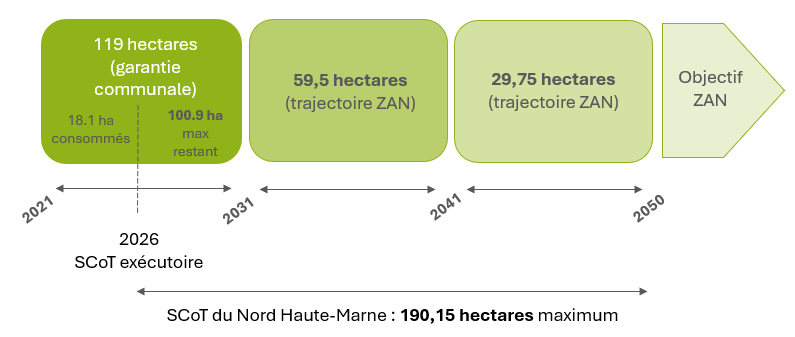 119 hectares
(garantie
communale)
18.1 ha
consommés
100.9 ha
max
restant
59,5 hectares
(trajectoire ZAN)
29,75 hectares
(trajectoire ZAN)
Objectif
ZAN
2021
2031
2041
2050
2026
SCoT exécutoire
SCoT du Nord Haute-Marne : 190,15 hectares maximum